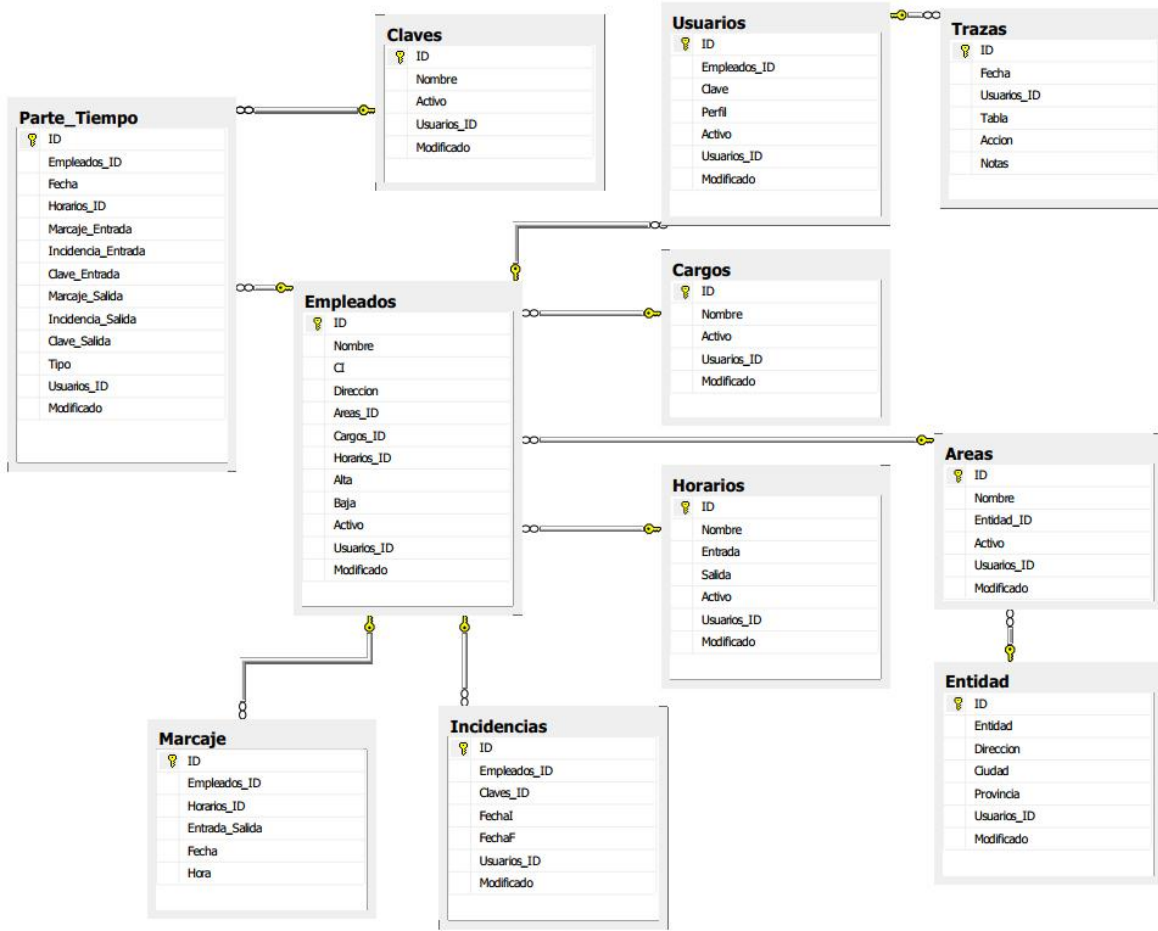 Claves
ID
Nombre
Activo
Usuarios_ID
Modificado
Usuarios
ID
Empleados_ID
Clave
Perfil
Activo
Usuarios_ID
Modificado
Trazas
ID
Fecha
Usuarios_ID
Tabla
Accion
Notas
Parte_Tiempo
ID
Empleados_ID
Fecha
Horarios_ID
Marcaje_Entrada
Incidencia_Entrada
Clave_Entrada
Marcaje_Salida
Incidencia_Salida
Clave_Salida
Tipo
Usuarios_ID
Modificado
Empleados
ID
Nombre
CI
Direccion
Areas_ID
Cargos_ID
Horarios_ID
Alta
Baja
Activo
Usuarios_ID
Modificado
Cargos
ID
Nombre
Activo
Usuarios_ID
Modificado
Horarios
ID
Nombre
Entrada
Salida
Activo
Usuarios_ID
Modificado
Areas
ID
Nombre
Entidad_ID
Activo
Usuarios_ID
Modificado
Entidad
ID
Entidad
Direccion
Ciudad
Provincia
Usuarios_ID
Modificado
Marcaje
ID
Empleados_ID
Horarios_ID
Entrada_Salida
Fecha
Hora
Incidencias
ID
Empleados_ID
Claves_ID
FechaI
FechaF
Usuarios_ID
Modificado